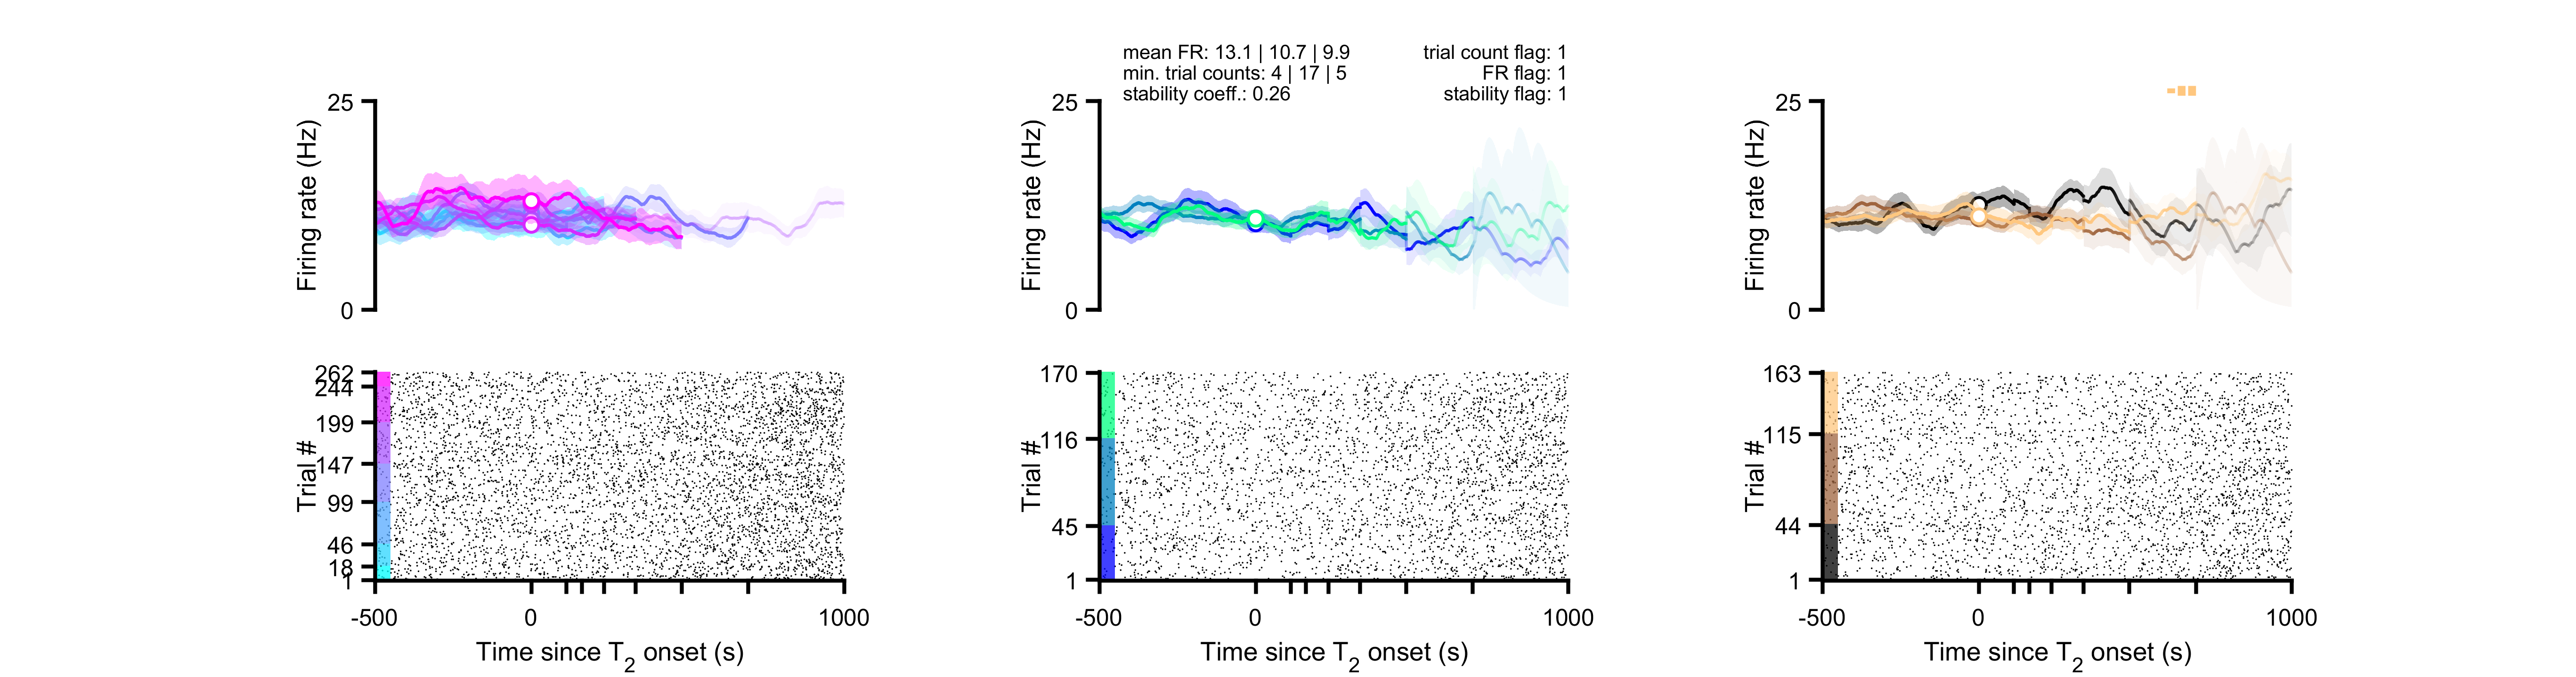 mean FR: 13.1 | 10.7 | 9.9
min. trial counts: 4 | 17 | 5
stability coeff.: 0.26
trial count flag: 1
FR flag: 1
stability flag: 1
25
Firing rate (Hz)
0
25
Firing rate (Hz)
0
25
Firing rate (Hz)
0
262
244
199
147
99
46
18
1
Trial #
-500
0
1000
Time since T2 onset (s)
170
116
45
1
Trial #
-500
0
1000
Time since T2 onset (s)
163
115
44
1
Trial #
-500
0
1000
Time since T2 onset (s)